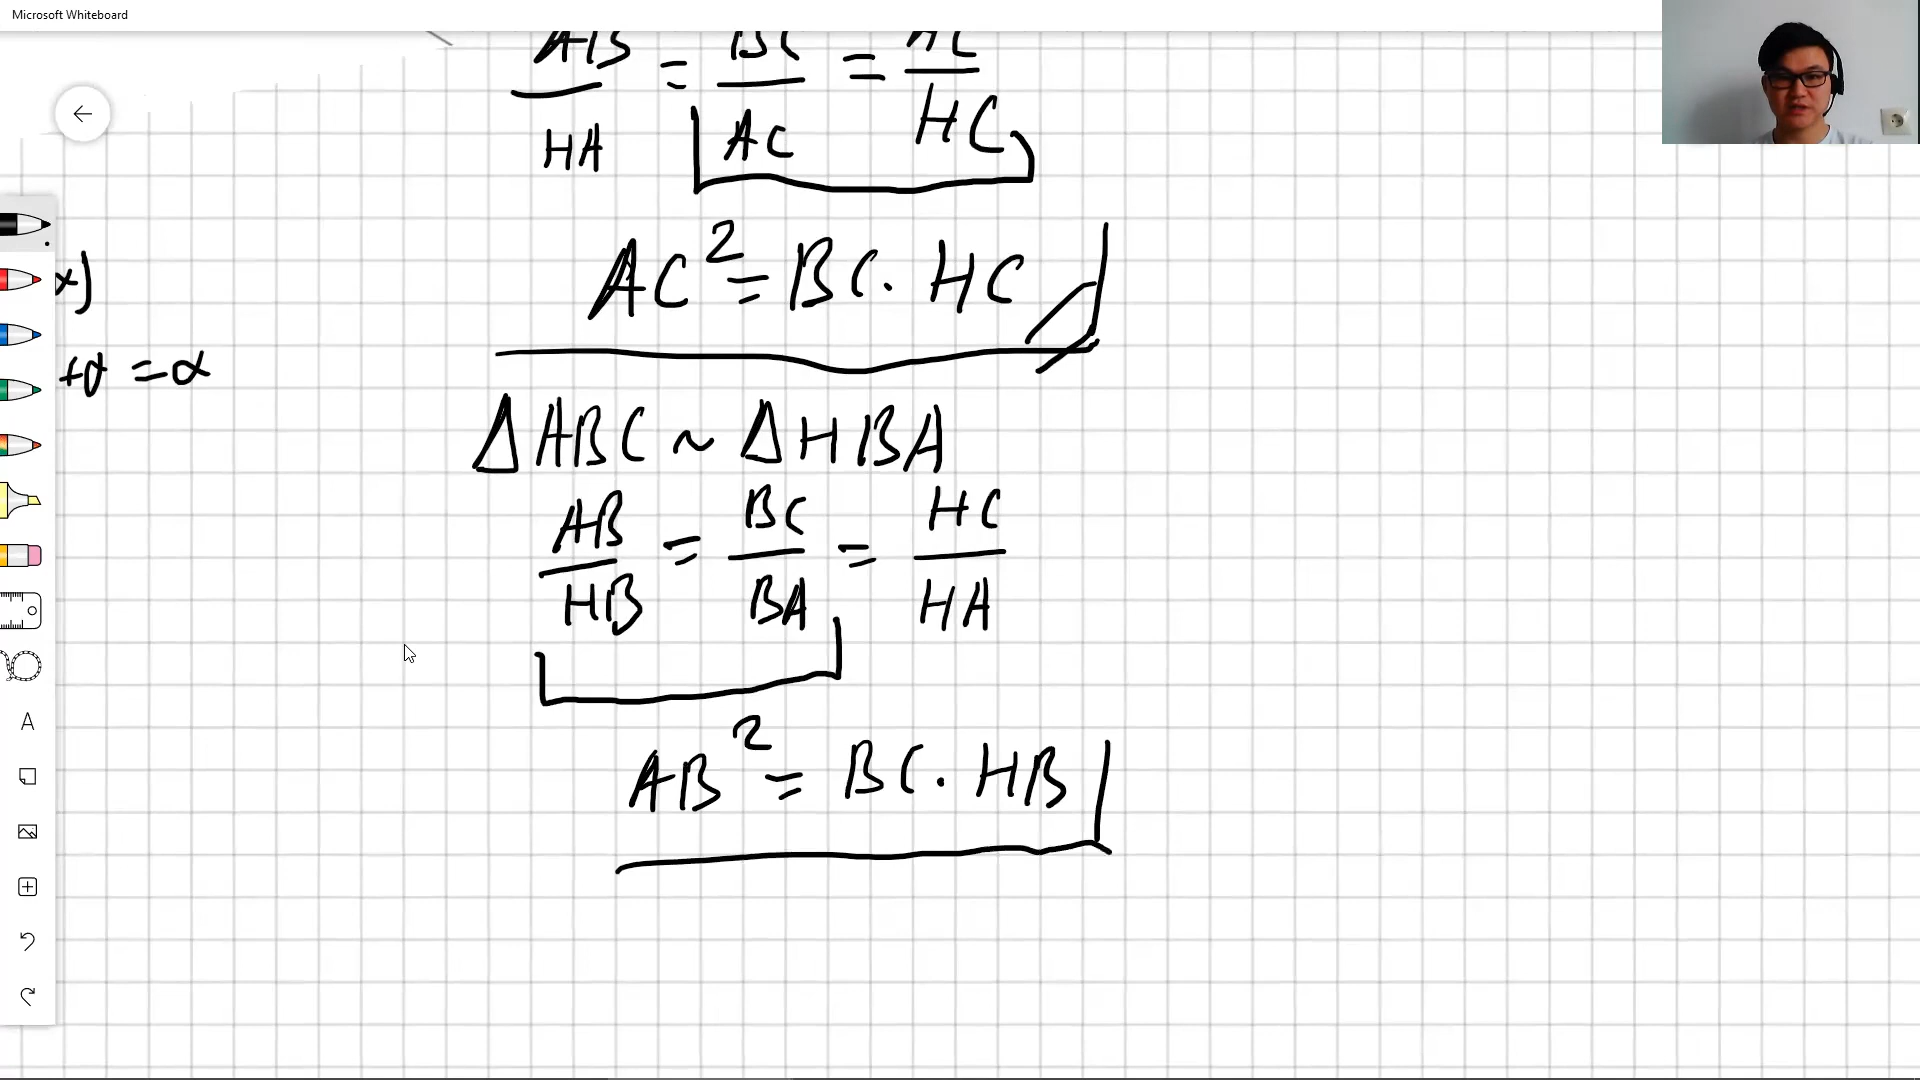 Microsoft Whiteboard
AB/HA = BC/AC = AC/HC
AC² = BC · HC
α)
+α = α
ΔABC ~ ΔHBA
AB/HB = BC/BA = HC/HA
A
AB² = BC · HB